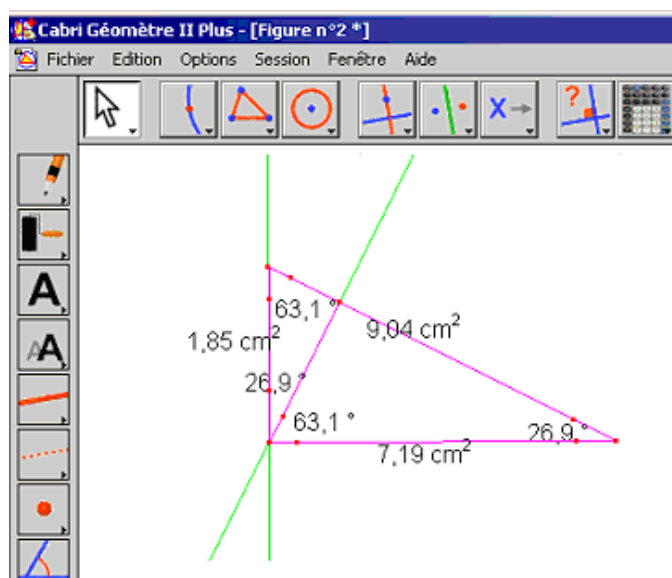 Cabri Géomètre II Plus - [Figure n°2 *]
Fichier Edition Options Session Fenêtre Aide
X
?
A
AA
63,1 °
9,04 cm²
1,85 cm²
26,9 °
63,1 °
26,9 °
7,19 cm²